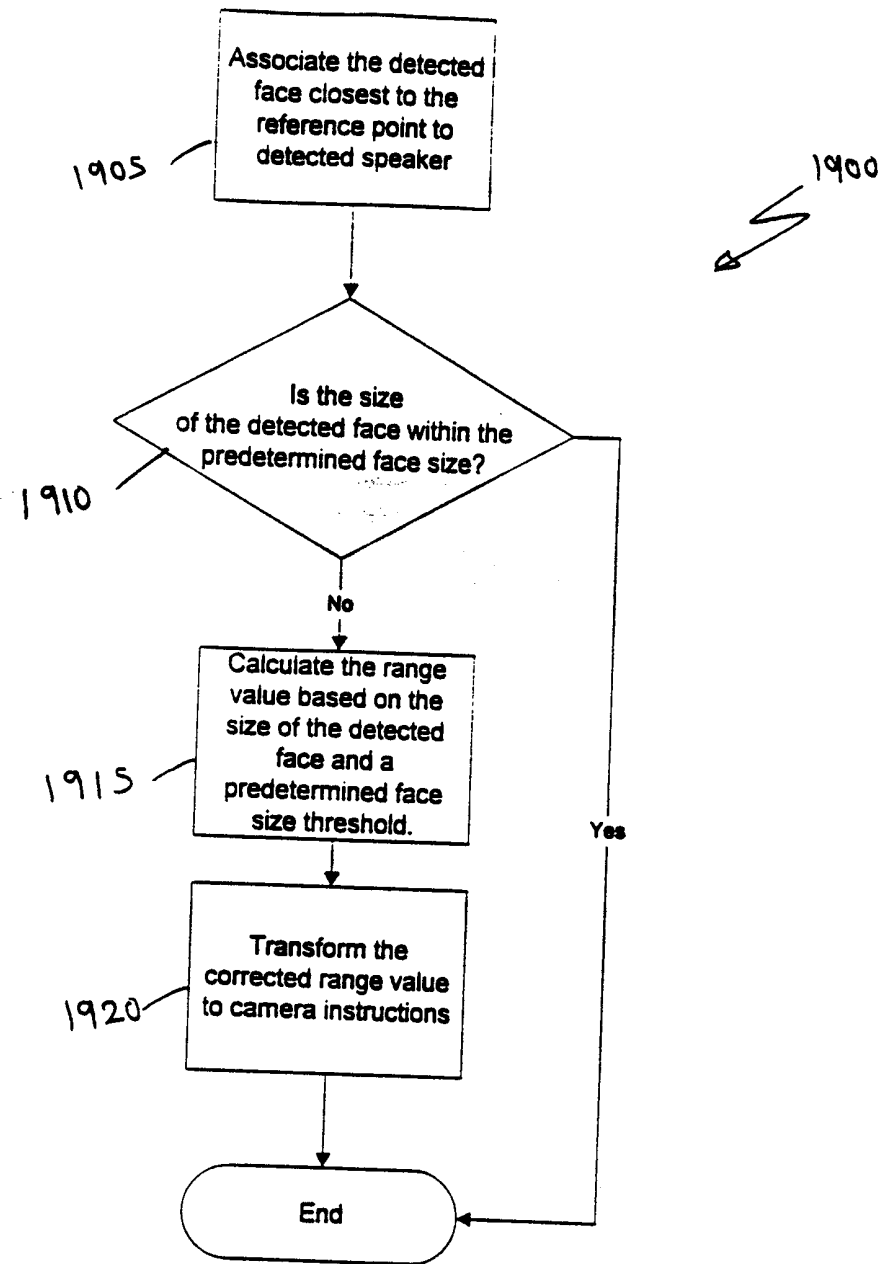 Associate the detected
face closest to the
reference point to
detected speaker
1905
1900
Is the size
of the detected face within the
predetermined face size?
1910
No
Calculate the range
value based on the
size of the detected
face and a
predetermined face
size threshold.
1915
Yes
Transform the
corrected range value
to camera instructions
1920
End